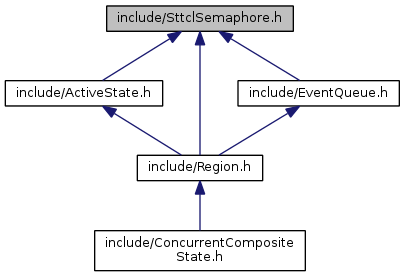 include/SttclSemaphore.h
include/ActiveState.h
include/EventQueue.h
include/Region.h
include/ConcurrentComposite
State.h